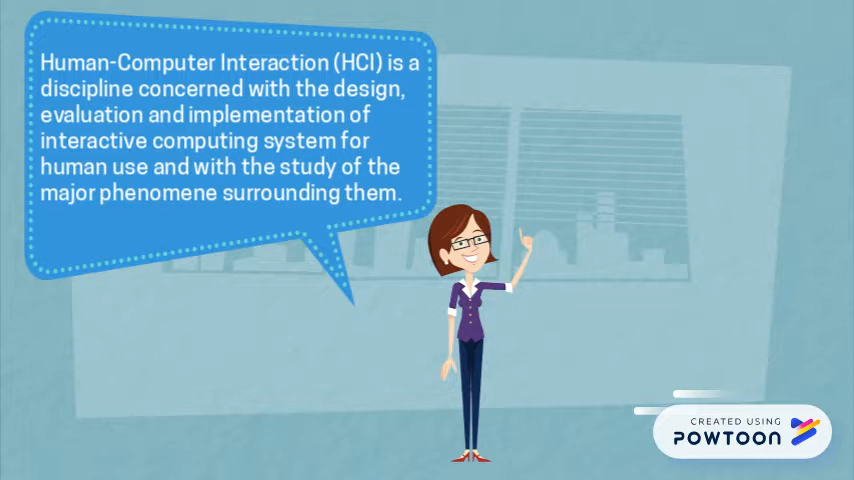 Human-Computer Interaction (HCI) is a
discipline concerned with the design,
evaluation and implementation of
interactive computing system for
human use and with the study of the
major phenomene surrounding them.
CREATED USING
POWTOON